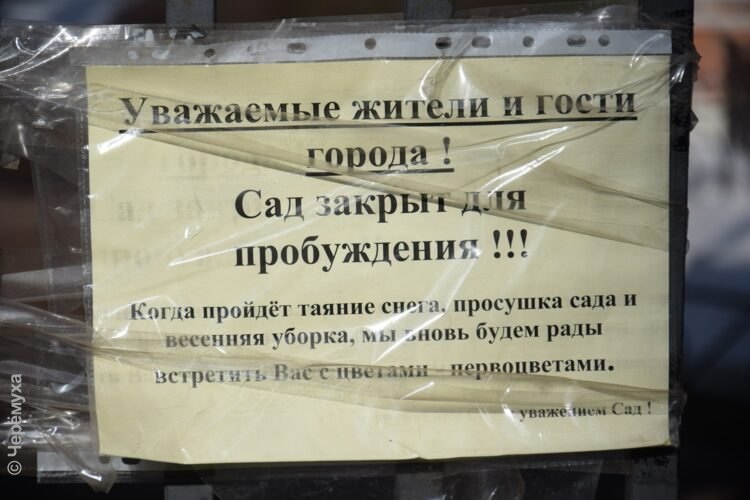 Уважаемые жители и гости
города !
Сад закрыт для
пробуждения !!!
Когда пройдёт таяние снега, просушка сада и
весенняя уборка, мы вновь будем рады
встретить Вас с цветами - первоцветами.
с уважением Сад !
© Черёмуха